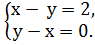 x − y = 2,
y − x = 0.